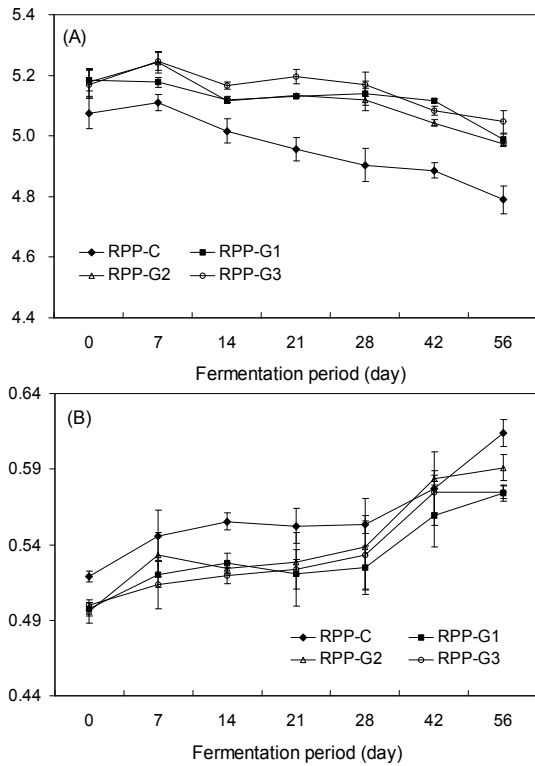 (A)
5.4
5.2
5.0
4.8
4.6
4.4
RPP-C RPP-G1
RPP-G2 RPP-G3
0 7 14 21 28 42 56
Fermentation period (day)
(B)
0.64
0.59
0.54
0.49
0.44
RPP-C RPP-G1
RPP-G2 RPP-G3
0 7 14 21 28 42 56
Fermentation period (day)